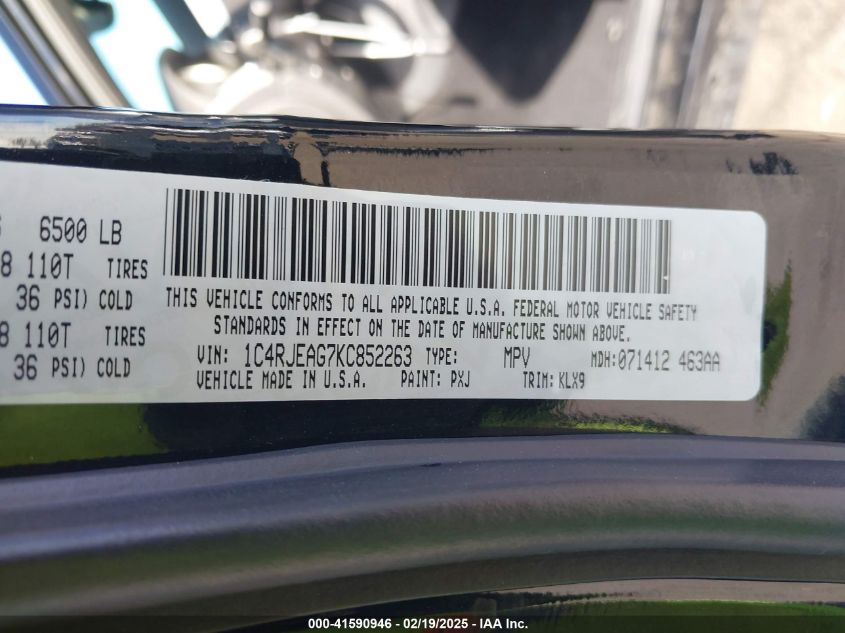 6500 LB
8 110T TIRES
36 PSI) COLD
8 110T TIRES
36 PSI) COLD
THIS VEHICLE CONFORMS TO ALL APPLICABLE U.S.A. FEDERAL MOTOR VEHICLE SAFETY
STANDARDS IN EFFECT ON THE DATE OF MANUFACTURE SHOWN ABOVE.
VIN: 1C4RJEAG7KC852263 TYPE: MPV MDH:071412 463AA
VEHICLE MADE IN U.S.A. PAINT: PXJ TRIM: KLX9
000-41590946 - 02/19/2025 - IAA Inc.